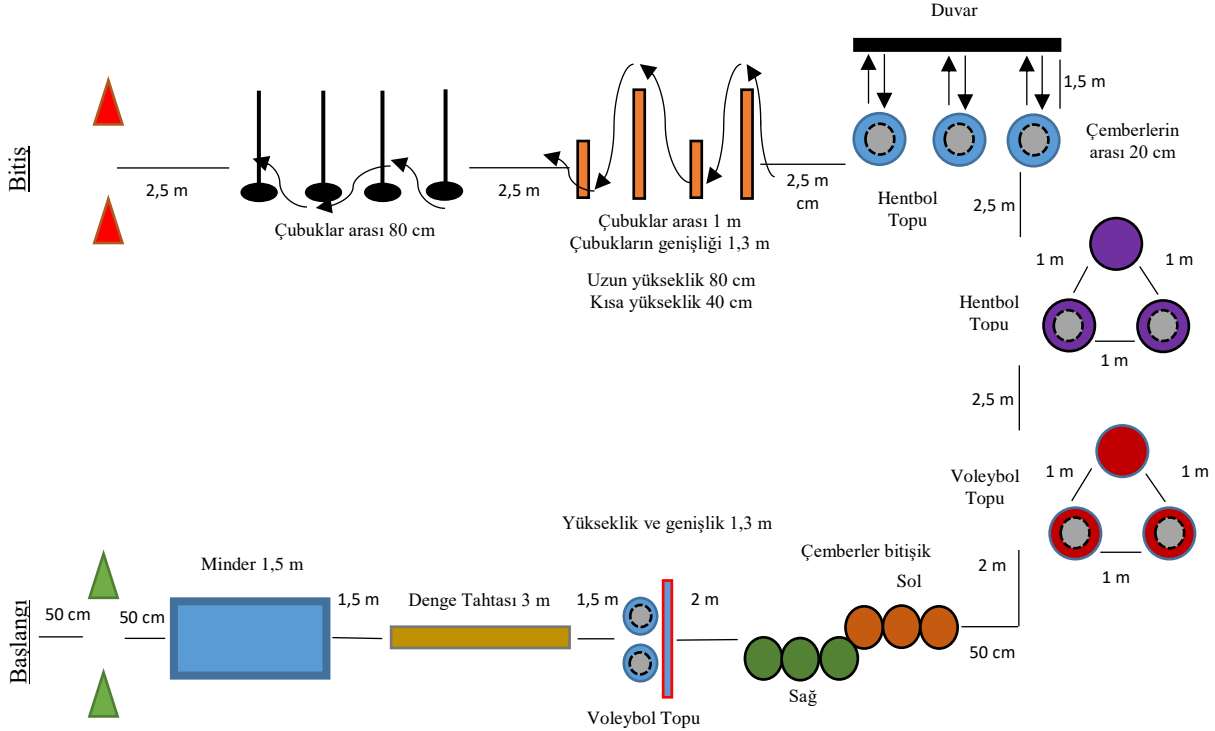 Duvar
1,5 m
Çemberlerin
arası 20 cm
Bitiş
2,5 m
Çubuklar arası 80 cm
2,5 m
Çubuklar arası 1 m
Çubukların genişliği 1,3 m
Uzun yükseklik 80 cm
Kısa yükseklik 40 cm
2,5 m
cm
Hentbol
Topu
2,5 m
1 m
1 m
Hentbol
Topu
1 m
2,5 m
Voleybol
Topu
1 m
1 m
1 m
2 m
Yükseklik ve genişlik 1,3 m
Çemberler bitişik
Sol
Başlangı
50 cm
50 cm
Minder 1,5 m
1,5 m
Denge Tahtası 3 m
1,5 m
2 m
50 cm
Sağ
Voleybol Topu